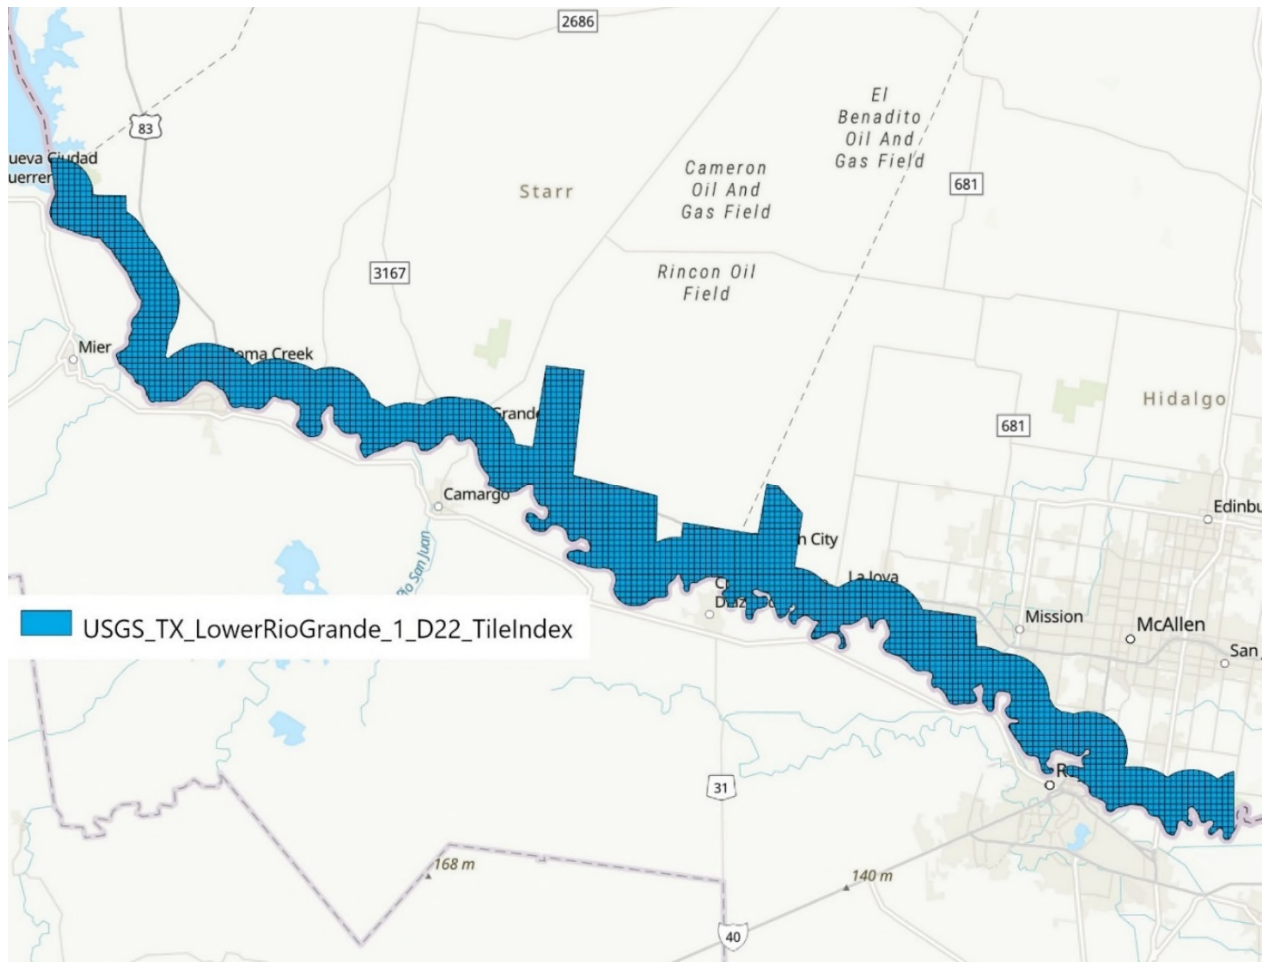 2686
El
Benadito
Oil And
Gas Field
83
ueva Ciudad
uerrer
Cameron
Oil And
Gas Field
681
Starr
3167
Rincon Oil
Field
Mier
oma Creek
Hidalgo
Grande
681
Camargo
Edinbu
n City
Río San Juan
La Joya
Mission
McAllen
San
USGS_TX_LowerRioGrande_1_D22_TileIndex
31
168 m
140 m
40